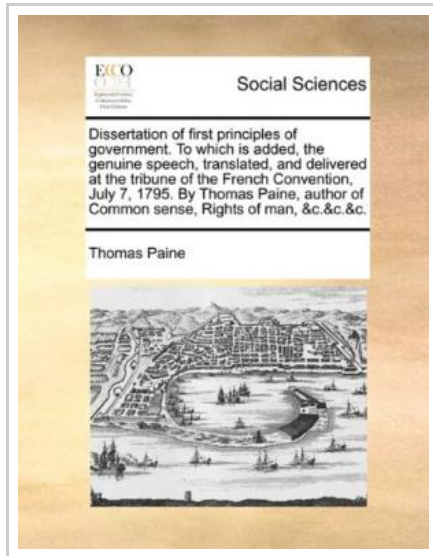 ECCO
Social Sciences
Dissertation of first principles of
government. To which is added, the
genuine speech, translated, and delivered
at the tribune of the French Convention,
July 7, 1795. By Thomas Paine, author of
Common sense, Rights of man, &c.&c.&c.
Thomas Paine